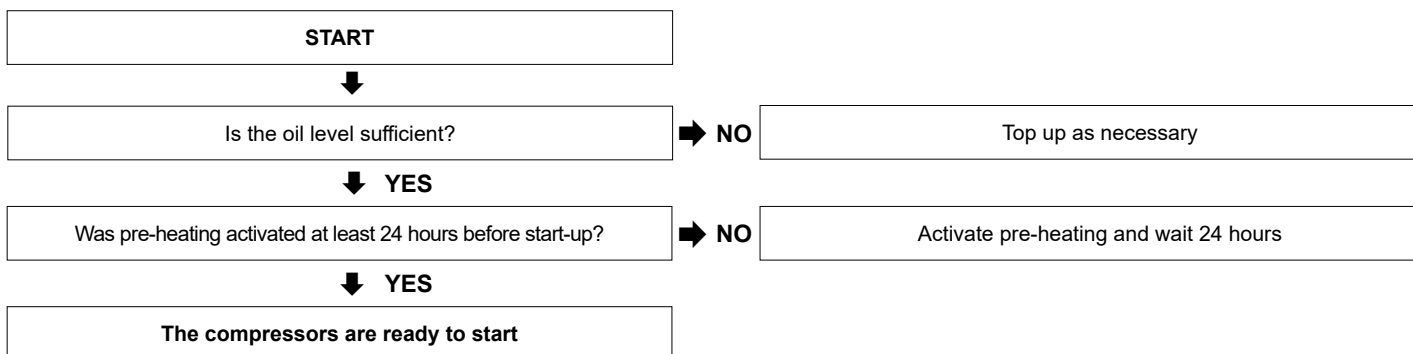 START
Is the oil level sufficient?
NO
Top up as necessary
YES
Was pre-heating activated at least 24 hours before start-up?
NO
Activate pre-heating and wait 24 hours
YES
The compressors are ready to start